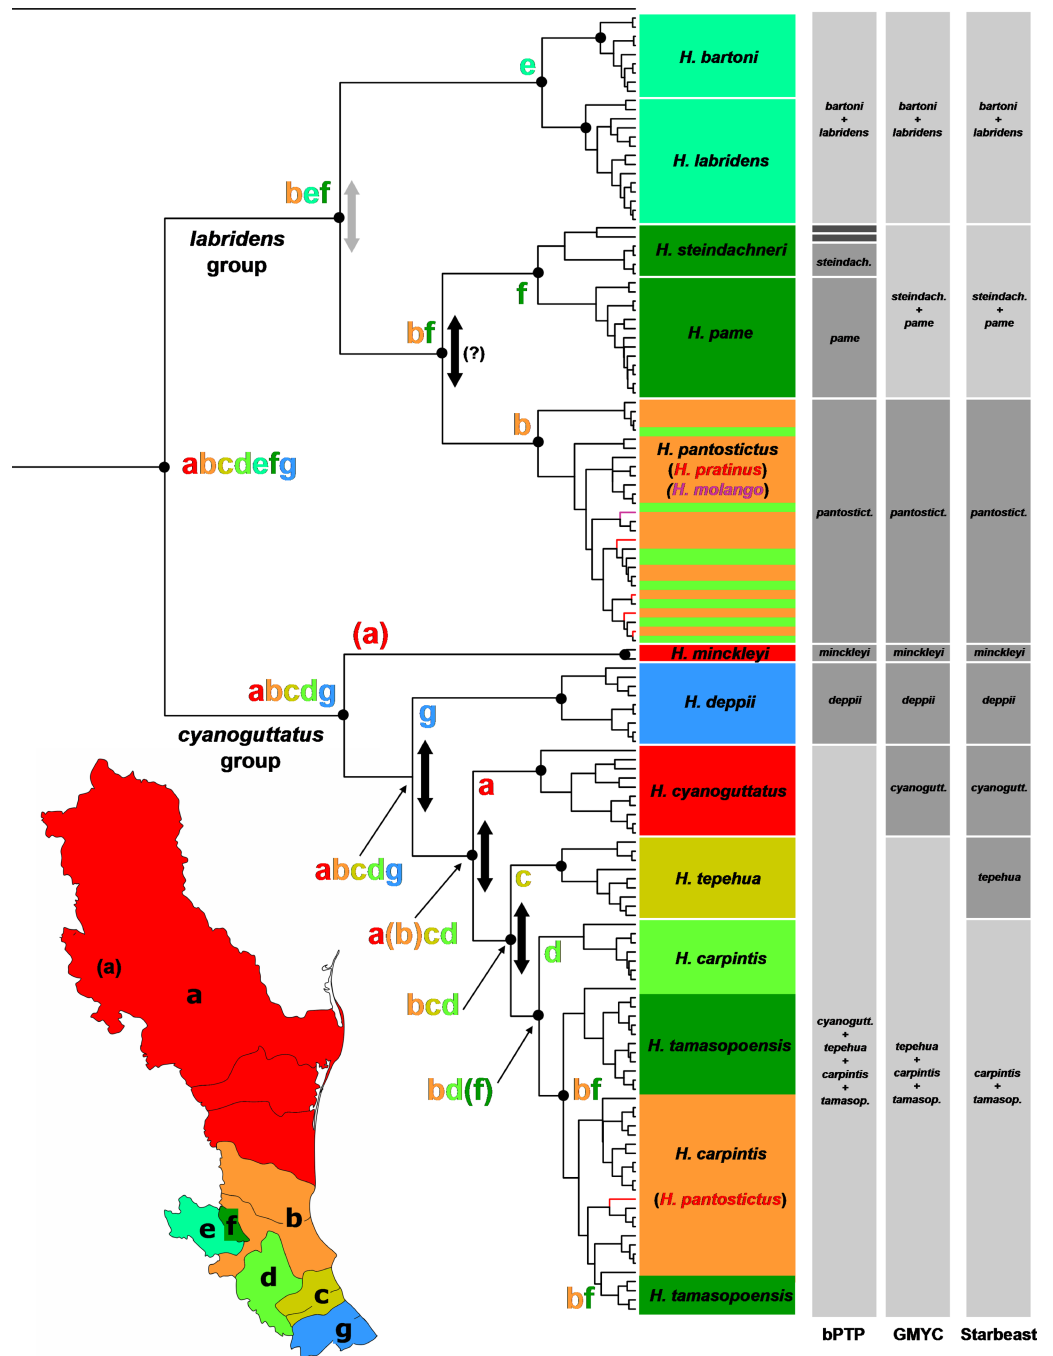 H. bartoni
e
bartoni
+
labridens
bartoni
+
labridens
bartoni
+
labridens
H. labridens
bef
labridens
group
H. steindachneri
steindach.
f
steindach.
+
pame
steindach.
+
pame
bf
(?)
H. pame
pame
b
H. pantostictus
(H. pratinus)
(H. molango)
abcdefg
pantostict.
pantostict.
pantostict.
(a)
H. minckleyi
minckleyi
minckleyi
minckleyi
abcdg
g
H. deppii
deppii
deppii
deppii
cyanoguttatus
group
a
H. cyanoguttatus
cyanogutt.
cyanogutt.
abcdg
c
H. tepehua
tepehua
a(b)cd
d
H. carpintis
(a)
a
bcd
cyanogutt.
+
tepehua
+
carpintis
+
tamasop.
tepehua
+
carpintis
+
tamasop.
carpintis
+
tamasop.
H. tamasopoensis
bd(f)
bf
H. carpintis
(H. pantostictus)
e
f
b
d
c
g
bf
H. tamasopoensis
bPTP
GMYC
Starbeast